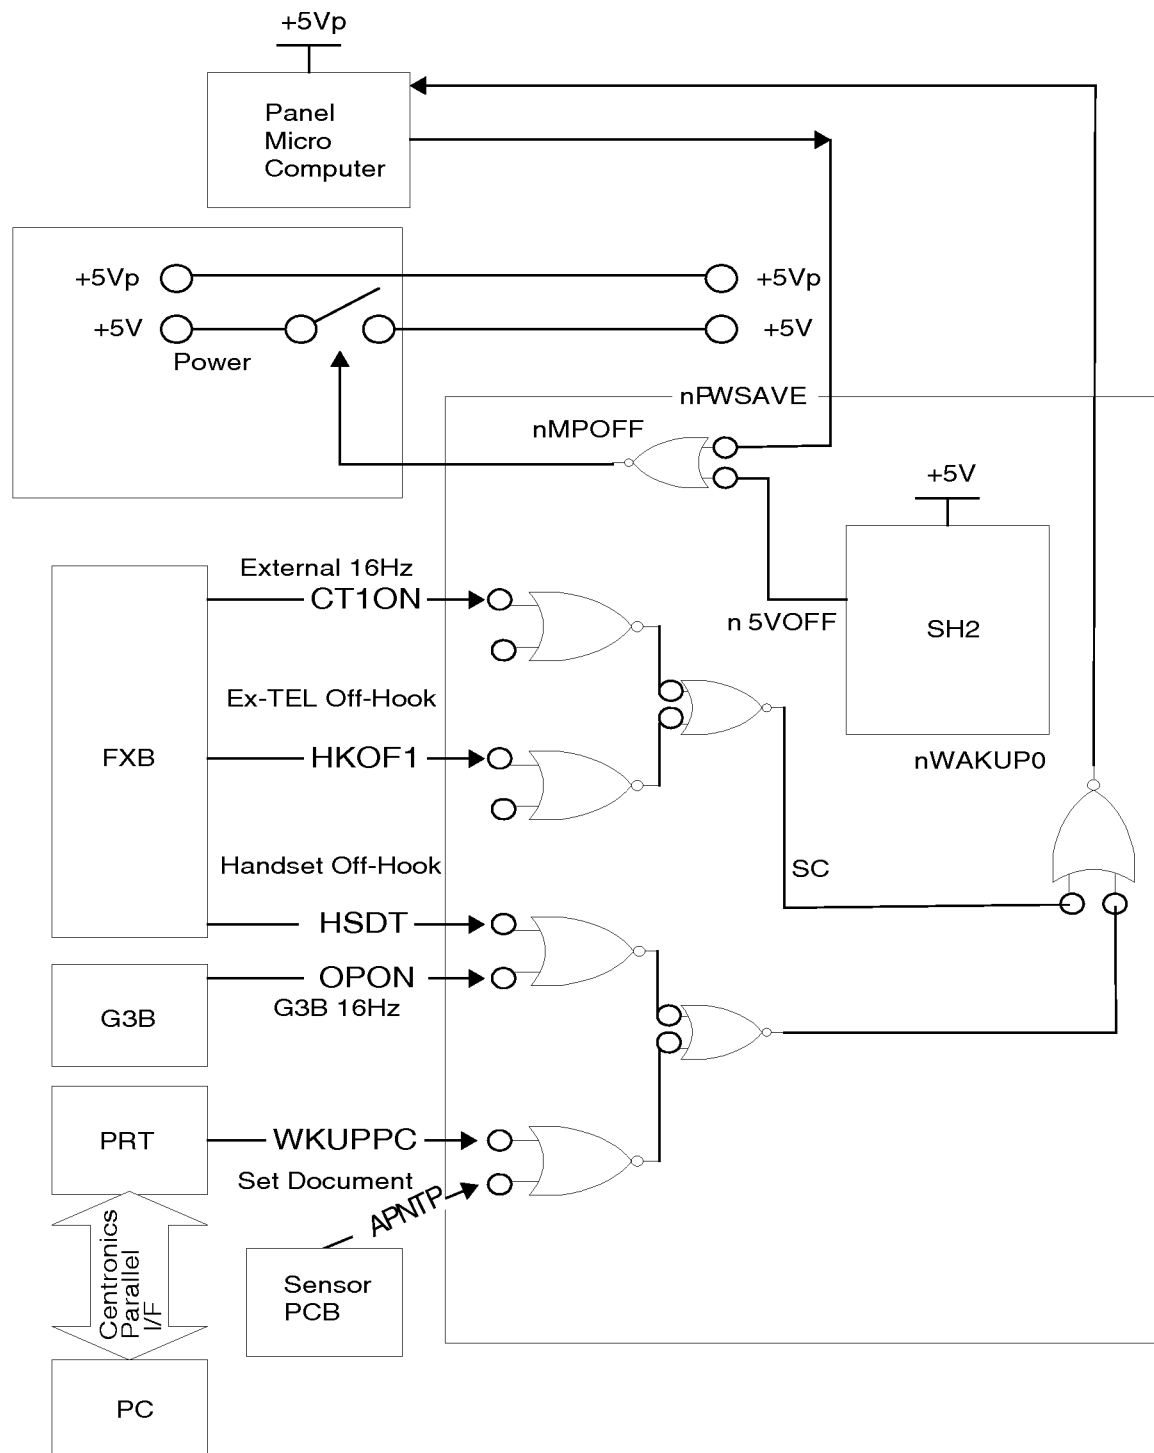 +5Vp
Panel
Micro
Computer
+5Vp
+5Vp
+5V
+5V
Power
nPWSAVE
nMPOFF
+5V
External 16Hz
CT1ON
n 5VOFF
SH2
Ex-TEL Off-Hook
FXB
HKOF1
nWAKUP0
Handset Off-Hook
SC
HSDT
OPON
G3B 16Hz
G3B
PRT
WKUPPC
Set Document
APNTP
Centronics
Parallel
I/F
Sensor
PCB
PC